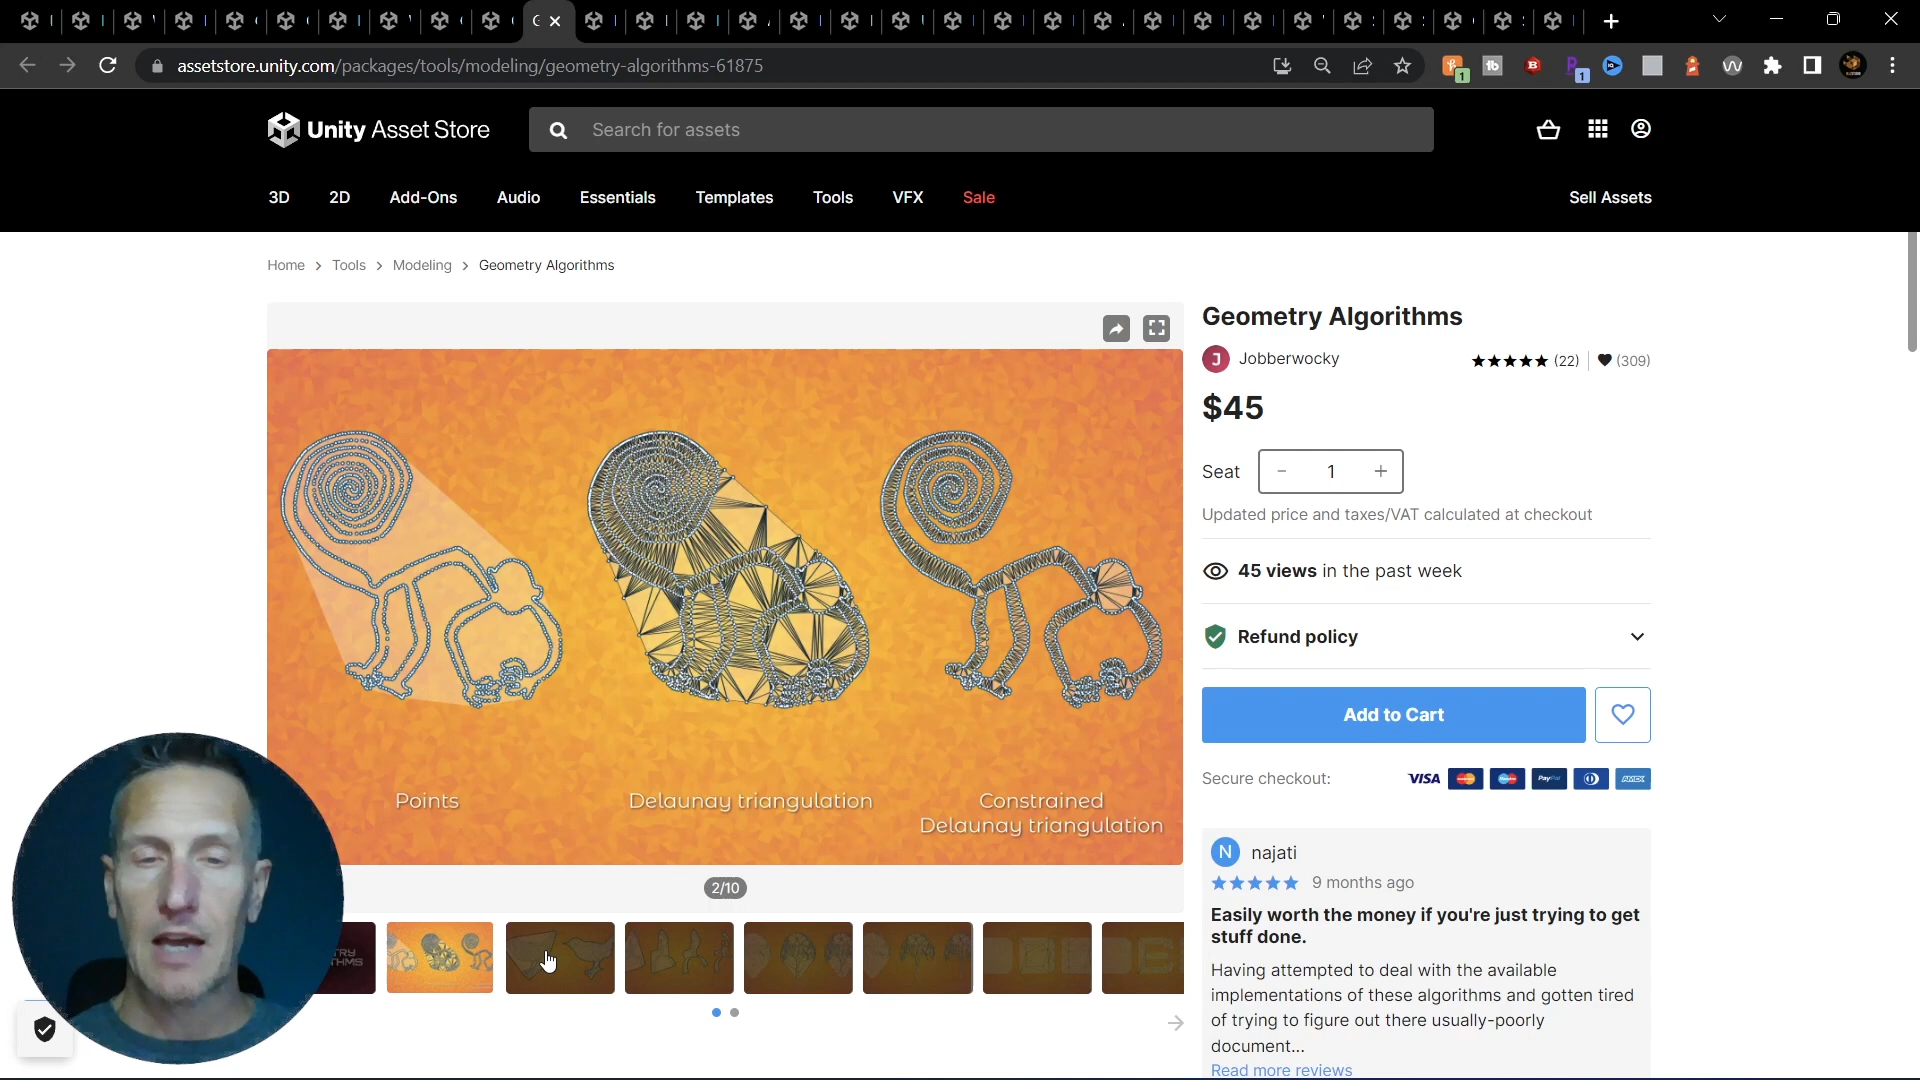 assetstore.unity.com/packages/tools/modeling/geometry-algorithms-61875
Unity Asset Store
Search for assets
3D
2D
Add-Ons
Audio
Essentials
Templates
Tools
VFX
Sale
Sell Assets
Home > Tools > Modeling > Geometry Algorithms
Geometry Algorithms
J Jobberwocky
(22)
(309)
$45
Seat - 1 +
Updated price and taxes/VAT calculated at checkout
45 views in the past week
Refund policy
Add to Cart
Secure checkout:
VISA
PayPal
AMEX
Points
Delaunay triangulation
Constrained
Delaunay triangulation
2/10
N najati
9 months ago
Easily worth the money if you're just trying to get
stuff done.
Having attempted to deal with the available
implementations of these algorithms and gotten tired
of trying to figure out there usually-poorly
document...
Read more reviews